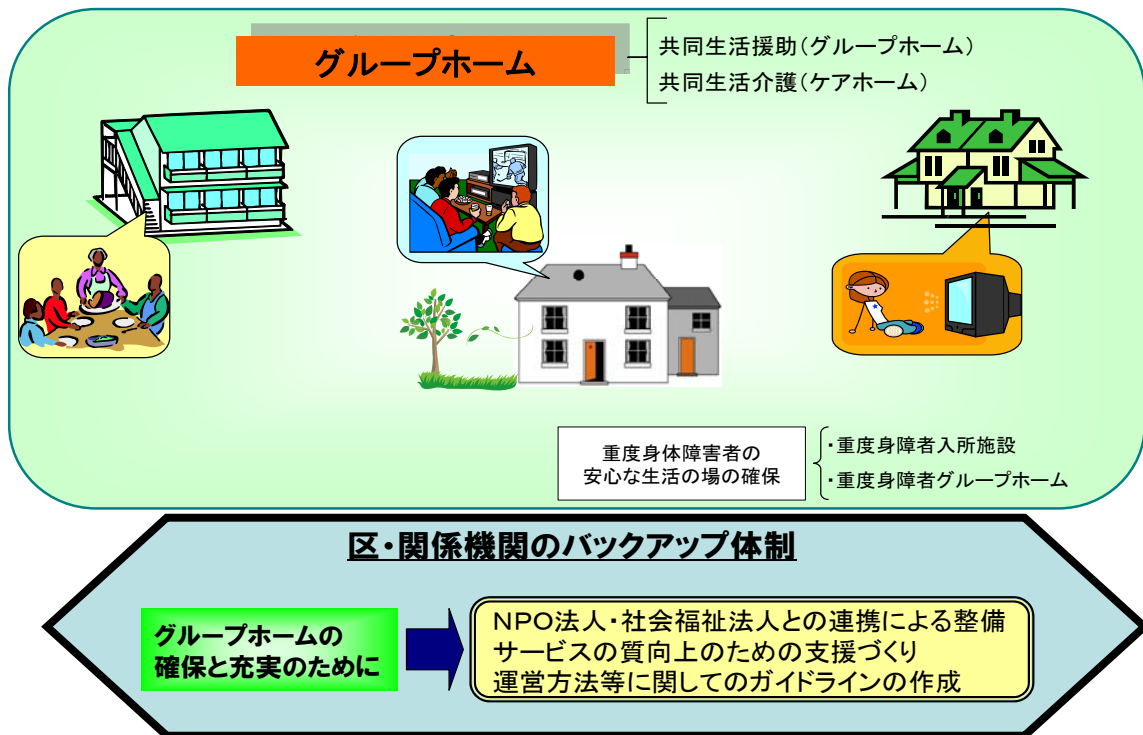 グループホーム
共同生活援助(グループホーム)
共同生活介護(ケアホーム)
重度身体障害者の
安心な生活の場の確保
・重度身障者入所施設
・重度身障者グループホーム
区・関係機関のバックアップ体制
グループホームの
確保と充実のために
NPO法人・社会福祉法人との連携による整備
サービスの質向上のための支援づくり
運営方法等に関してのガイドラインの作成